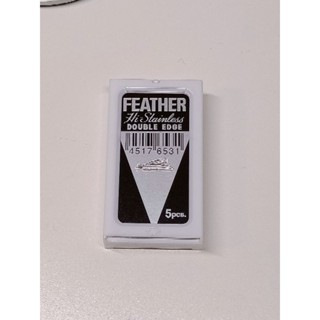 FEATHER
Hi Stainless
DOUBLE EDGE
4517 6531
5pcs.